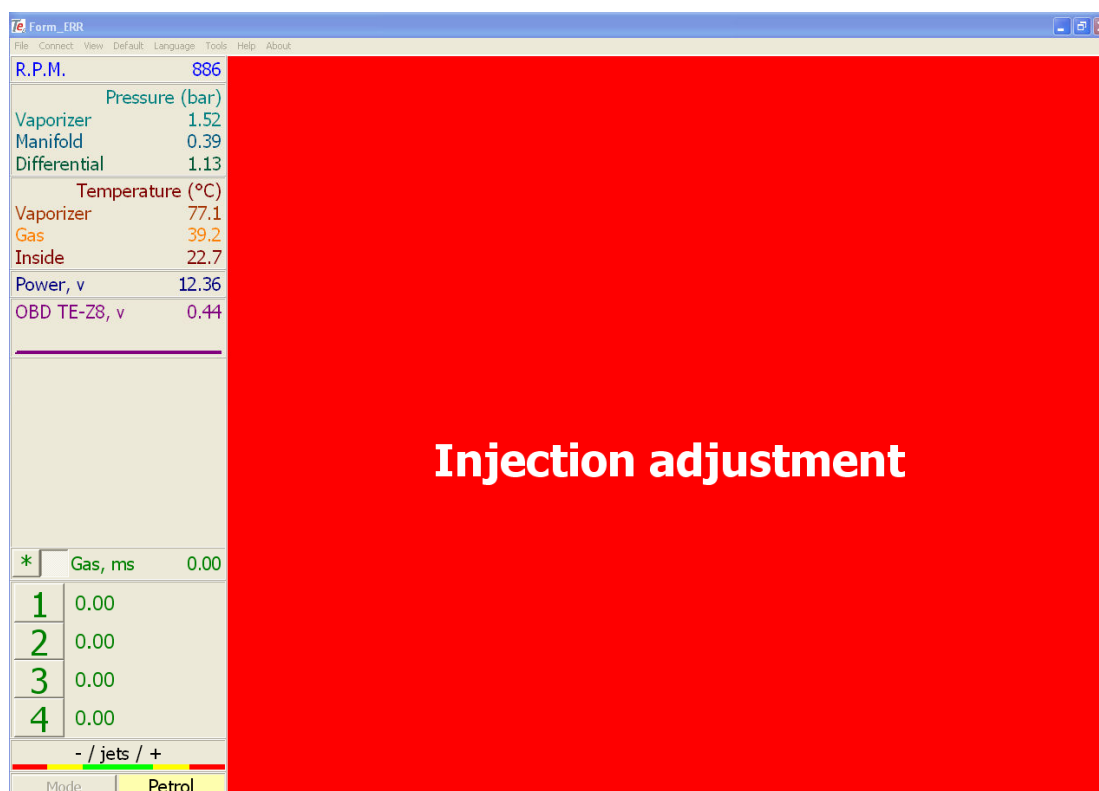 Form_ERR
File Connect View Default Language Tools Help About
R.P.M. 886
Pressure (bar)
Vaporizer 1.52
Manifold 0.39
Differential 1.13
Temperature (°C)
Vaporizer 77.1
Gas 39.2
Inside 22.7
Power, v 12.36
OBD TE-Z8, v 0.44
Injection adjustment
* Gas, ms 0.00
1 0.00
2 0.00
3 0.00
4 0.00
- / jets / +
Mode Petrol